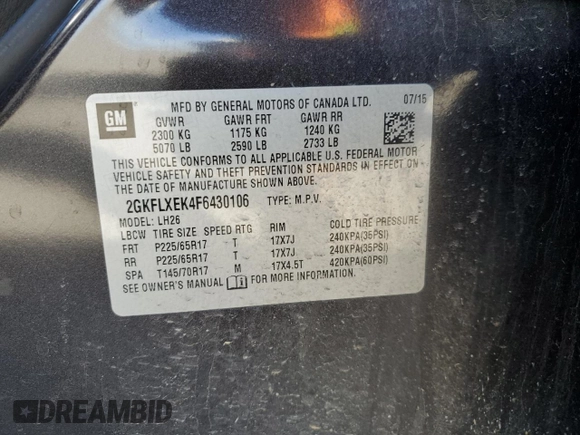 GM
MFD BY GENERAL MOTORS OF CANADA LTD. 07/15
GVWR GAWR FRT GAWR RR
2300 KG 1175 KG 1240 KG
5070 LB 2590 LB 2733 LB
THIS VEHICLE CONFORMS TO ALL APPLICABLE U.S. FEDERAL MOTOR
VEHICLE SAFETY AND THEFT PREVENTION STANDARDS IN EFFECT ON
THE DATE OF MANUFACTURE SHOWN ABOVE.
2GKFLXEK4F6430106 TYPE: M.P.V.
MODEL: LH26
LBCW TIRE SIZE SPEED RTG RIM COLD TIRE PRESSURE
FRT P225/65R17 T 17X7J 240KPA(35PSI)
RR P225/65R17 T 17X7J 240KPA(35PSI)
SPA T145/70R17 M 17X4.5T 420KPA(60PSI)
SEE OWNER'S MANUAL FOR MORE INFORMATION.
DREAMBID